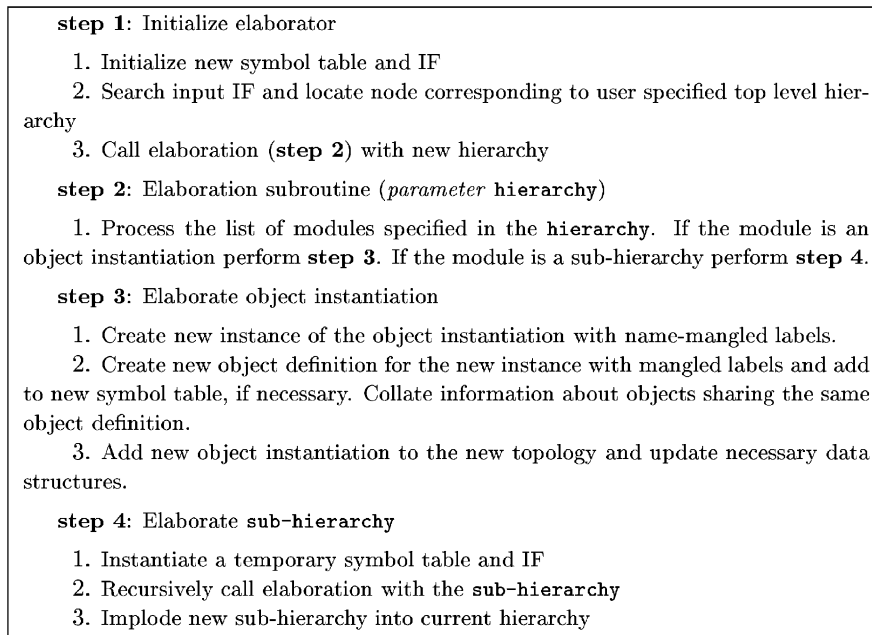 step 1: Initialize elaborator
1. Initialize new symbol table and IF
2. Search input IF and locate node corresponding to user specified top level hier-
archy
3. Call elaboration (step 2) with new hierarchy
step 2: Elaboration subroutine (parameter hierarchy)
1. Process the list of modules specified in the hierarchy. If the module is an
object instantiation perform step 3. If the module is a sub-hierarchy perform step 4.
step 3: Elaborate object instantiation
1. Create new instance of the object instantiation with name-mangled labels.
2. Create new object definition for the new instance with mangled labels and add
to new symbol table, if necessary. Collate information about objects sharing the same
object definition.
3. Add new object instantiation to the new topology and update necessary data
structures.
step 4: Elaborate sub-hierarchy
1. Instantiate a temporary symbol table and IF
2. Recursively call elaboration with the sub-hierarchy
3. Implode new sub-hierarchy into current hierarchy